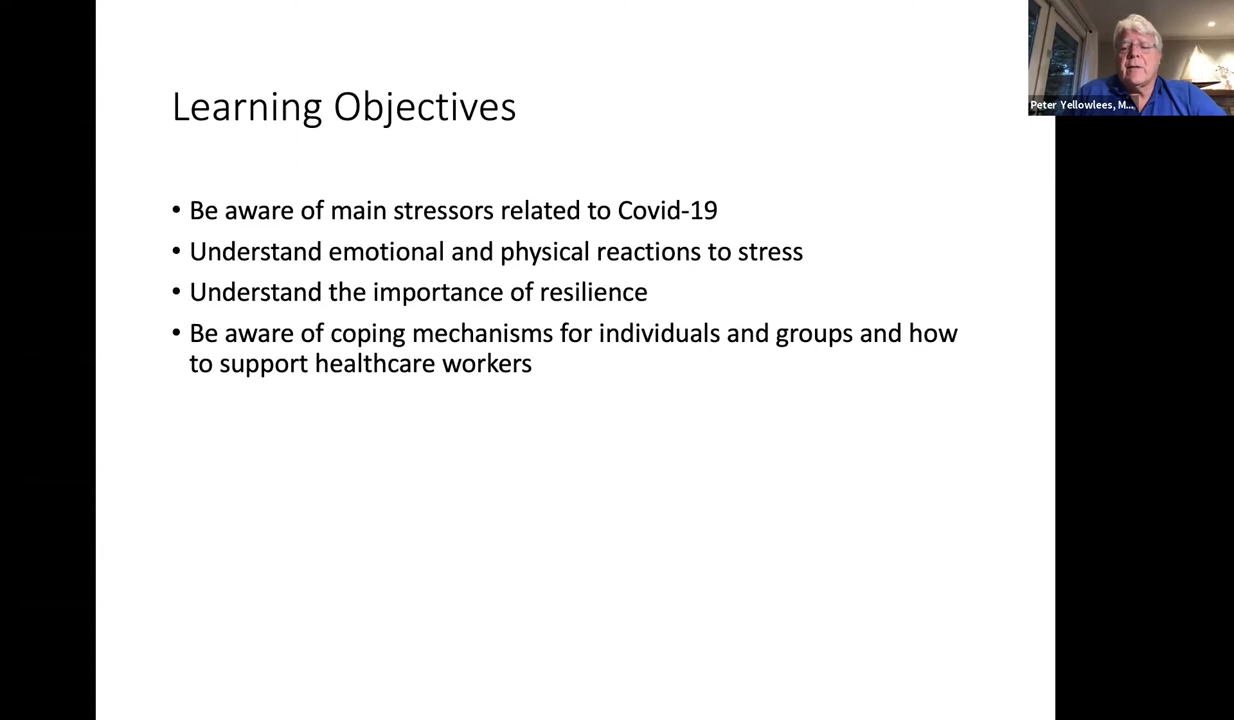 Learning Objectives
• Be aware of main stressors related to Covid-19
• Understand emotional and physical reactions to stress
• Understand the importance of resilience
• Be aware of coping mechanisms for individuals and groups and how
to support healthcare workers
Peter Yellowlees, M...